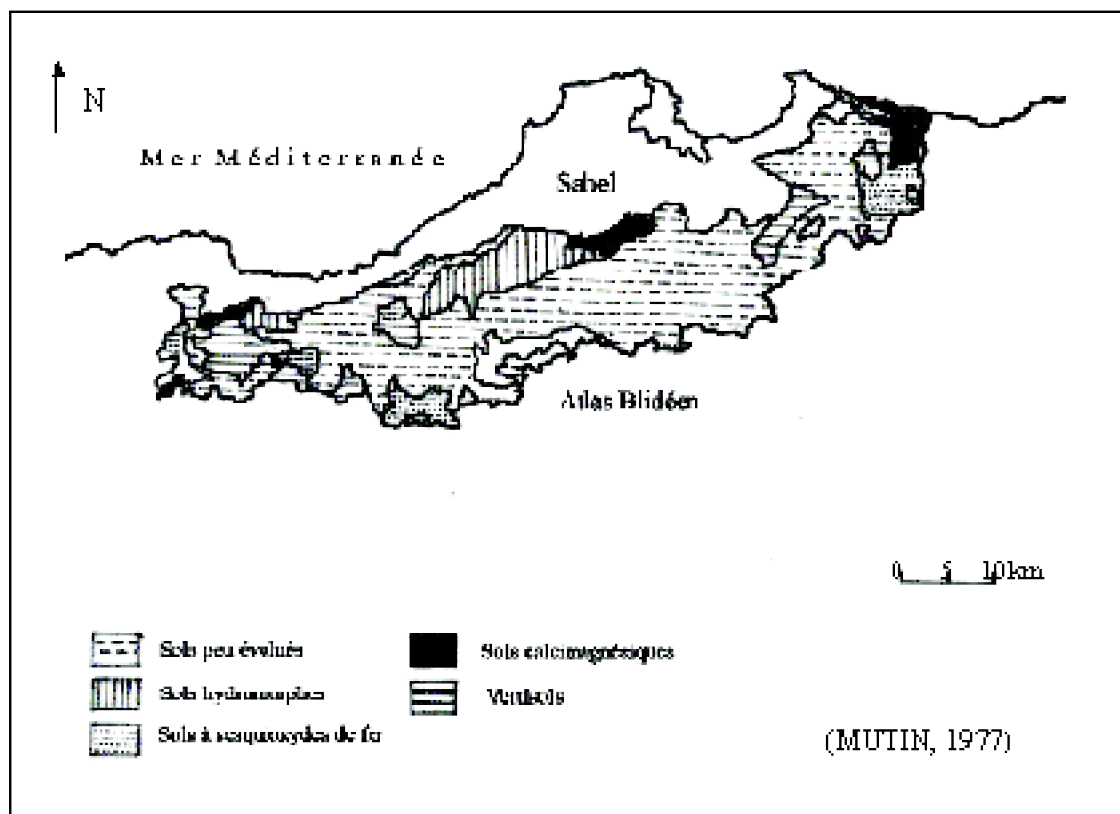 N
Mer Méditerranée
Sahel
Atlas Blidéen
0 5 10km
Sols peu évolués
Sols hydromorphes
Sols à sesquioxydes de fer
Sols calcimagnésiques
Vertisols
(MUTIN, 1977)